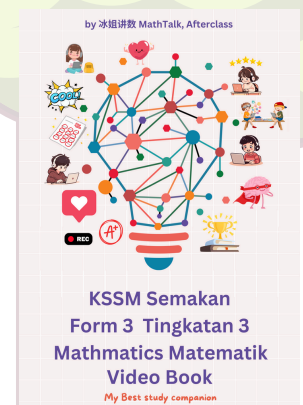 by 冰姐讲数 MathTalk, Afterclass
COOL!
REC
A+
KSSM Semakan
Form 3 Tingkatan 3
Mathmatics Matematik
Video Book
My Best study companion